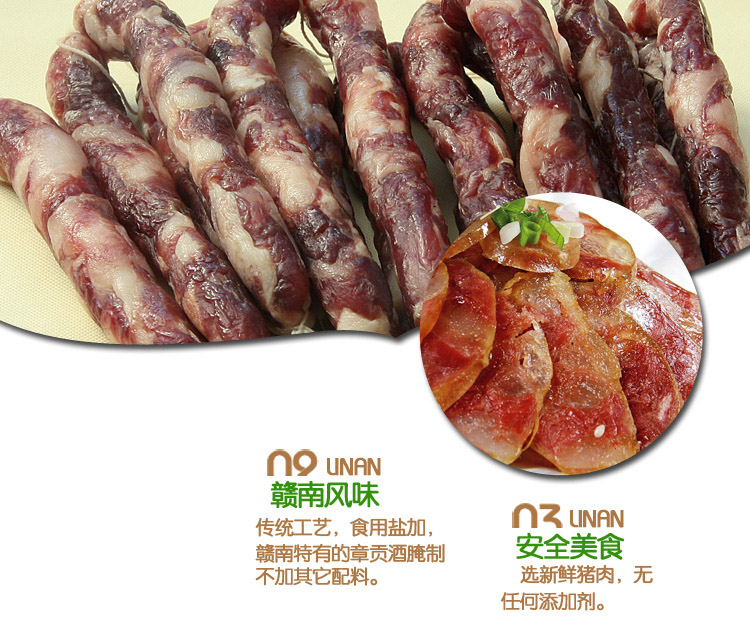 n9 LINAN
赣南风味
传统工艺，食用盐加，
赣南特有的章贡酒腌制
不加其它配料。
n3 LINAN
安全美食
选新鲜猪肉，无
任何添加剂。